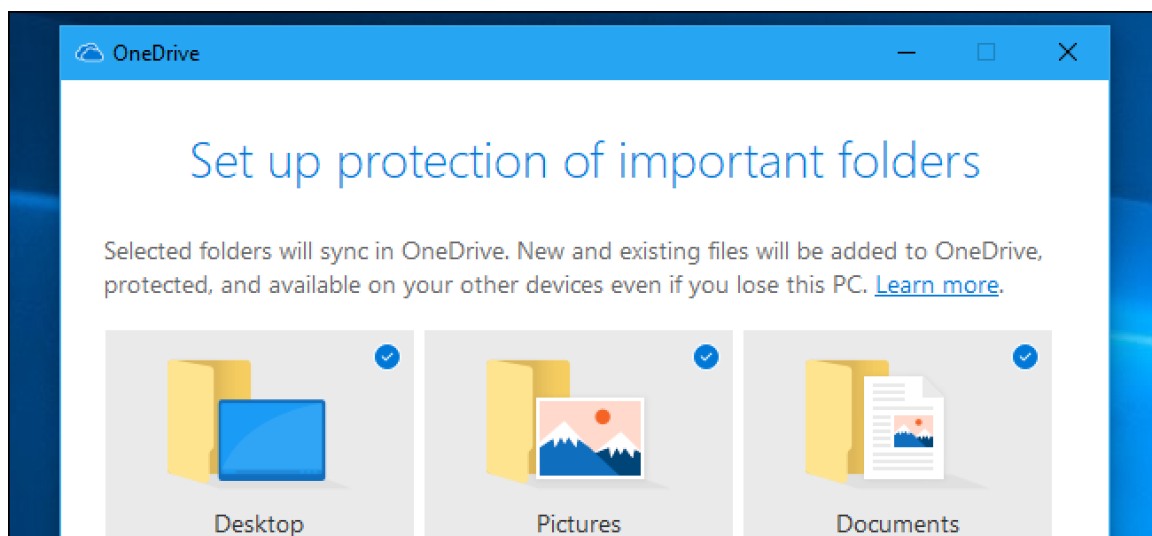 OneDrive
Set up protection of important folders
Selected folders will sync in OneDrive. New and existing files will be added to OneDrive,
protected, and available on your other devices even if you lose this PC. Learn more.
Desktop
Pictures
Documents